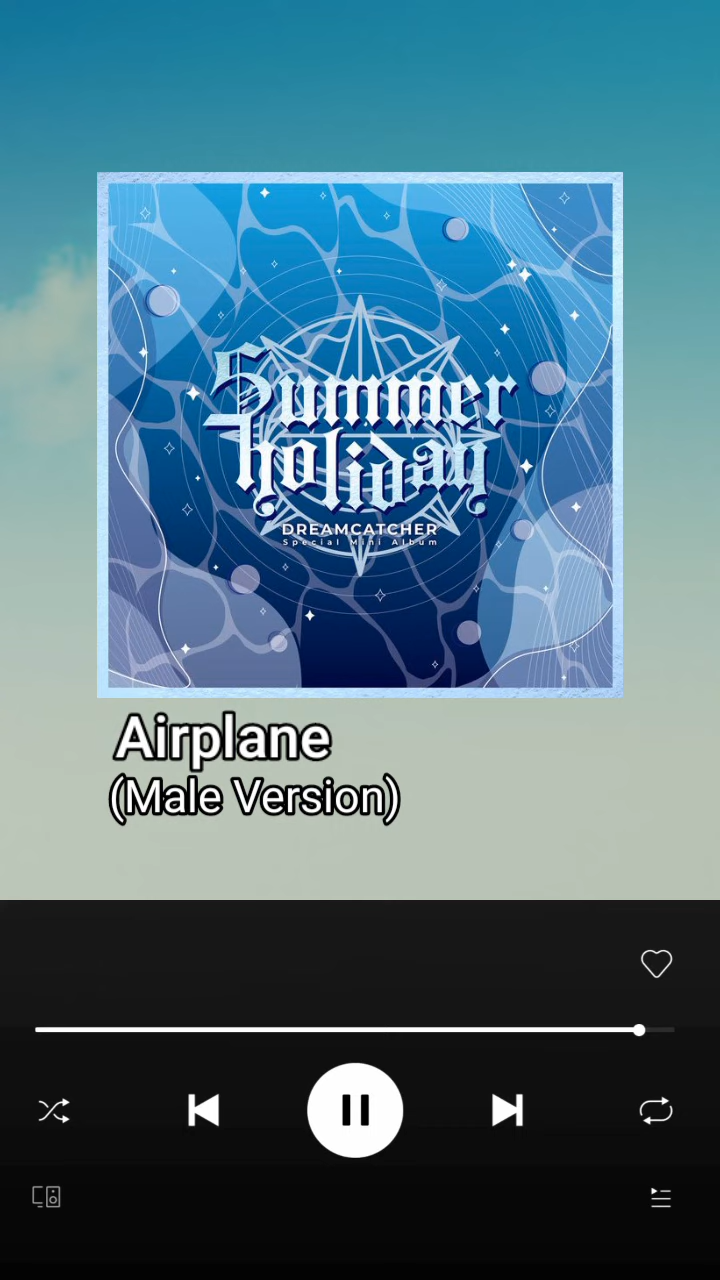 Summer
holiday
DREAMCATCHER
Special Mini Album
Airplane
(Male Version)